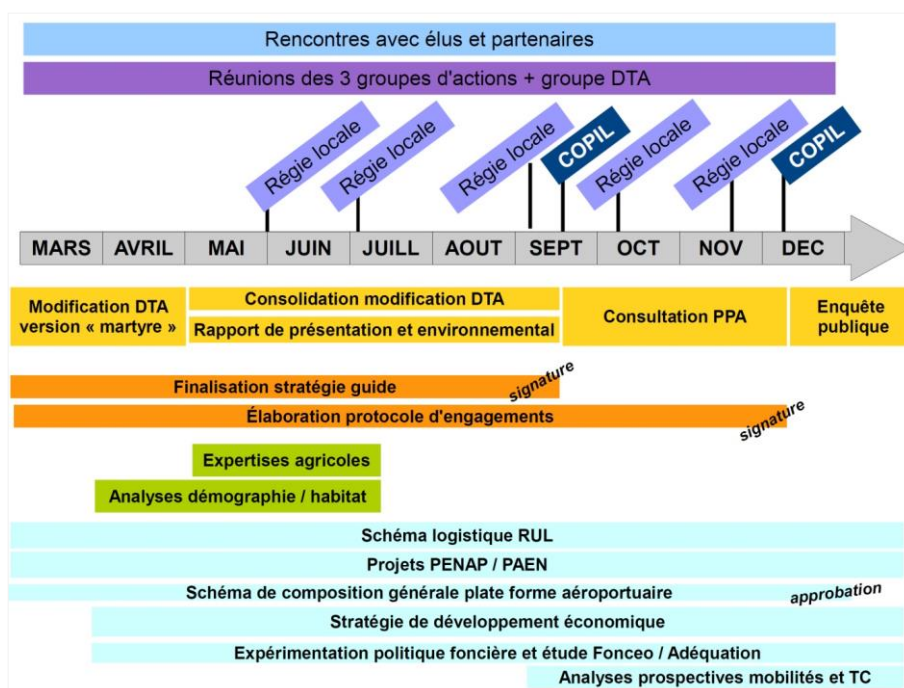 Rencontres avec élus et partenaires
Réunions des 3 groupes d'actions + groupe DTA
Régie locale
Régie locale
Régie locale
COPIL
Régie locale
Régie locale
COPIL
MARS
AVRIL
MAI
JUIN
JUILL
AOUT
SEPT
OCT
NOV
DEC
Modification DTA
version « martyre »
Consolidation modification DTA
Rapport de présentation et environnemental
Consultation PPA
Enquête
publique
Finalisation stratégie guide
signature
Élaboration protocole d'engagements
signature
Expertises agricoles
Analyses démographie / habitat
Schéma logistique RUL
Projets PENAP / PAEN
Schéma de composition générale plate forme aéroportuaire
approbation
Stratégie de développement économique
Expérimentation politique foncière et étude Fonceo / Adéquation
Analyses prospectives mobilités et TC